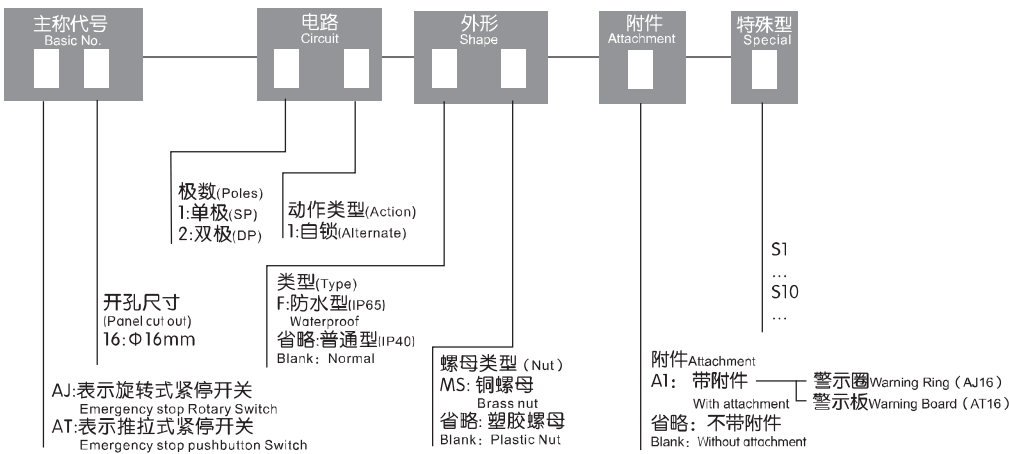 主称代号
Basic No.
电路
Circuit
外形
Shape
附件
Attachment
特殊型
Special
极数(Poles)
1:单极(SP)
2:双极(DP)
动作类型(Action)
1:自锁(Alternate)
S1
...
S10
...
开孔尺寸
(Panel cut out)
16:Φ16mm
类型(Type)
F:防水型(IP65)
Waterproof
省略:普通型(IP40)
Blank: Normal
AJ:表示旋转式紧停开关
Emergency stop Rotary Switch
AT:表示推拉式紧停开关
Emergency stop pushbutton Switch
螺母类型(Nut)
MS: 铜螺母
Brass nut
省略: 塑胶螺母
Blank: Plastic Nut
附件Attachment
A1: 带附件
With attachment
警示圈Warning Ring (AJ16)
警示板Warning Board (AT16)
省略: 不带附件
Blank: Without attachment